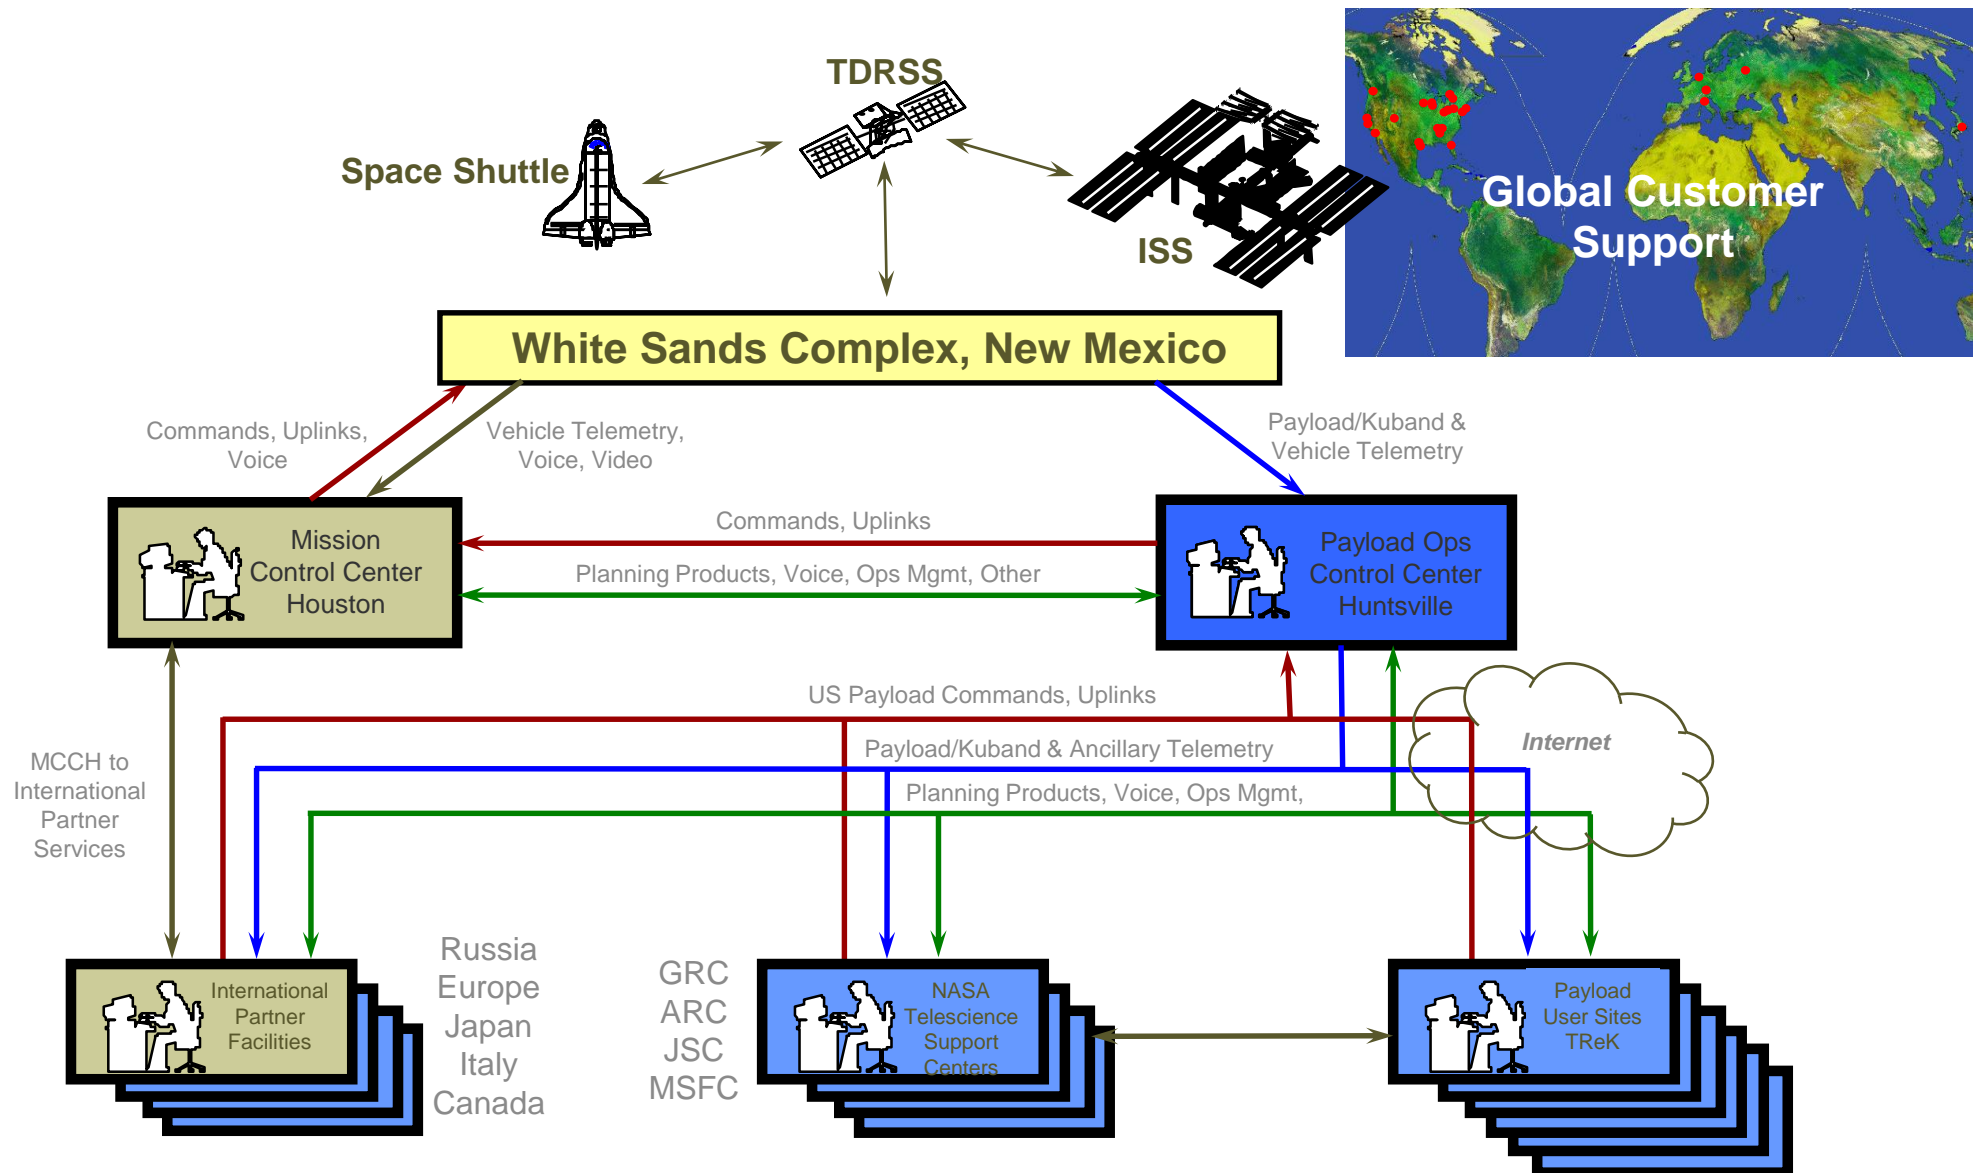 TDRSS
Space Shuttle
ISS
Global Customer
Support
White Sands Complex, New Mexico
Commands, Uplinks,
Voice
Vehicle Telemetry,
Voice, Video
Payload/Kuband &
Vehicle Telemetry
Mission
Control Center
Houston
Commands, Uplinks
Planning Products, Voice, Ops Mgmt, Other
Payload Ops
Control Center
Huntsville
US Payload Commands, Uplinks
Internet
Payload/Kuband & Ancillary Telemetry
Planning Products, Voice, Ops Mgmt,
MCCH to
International
Partner
Services
International
Partner
Facilities
Russia
Europe
Japan
Italy
Canada
GRC
ARC
JSC
MSFC
NASA
Telescience
Support
Centers
Payload
User Sites
TReK